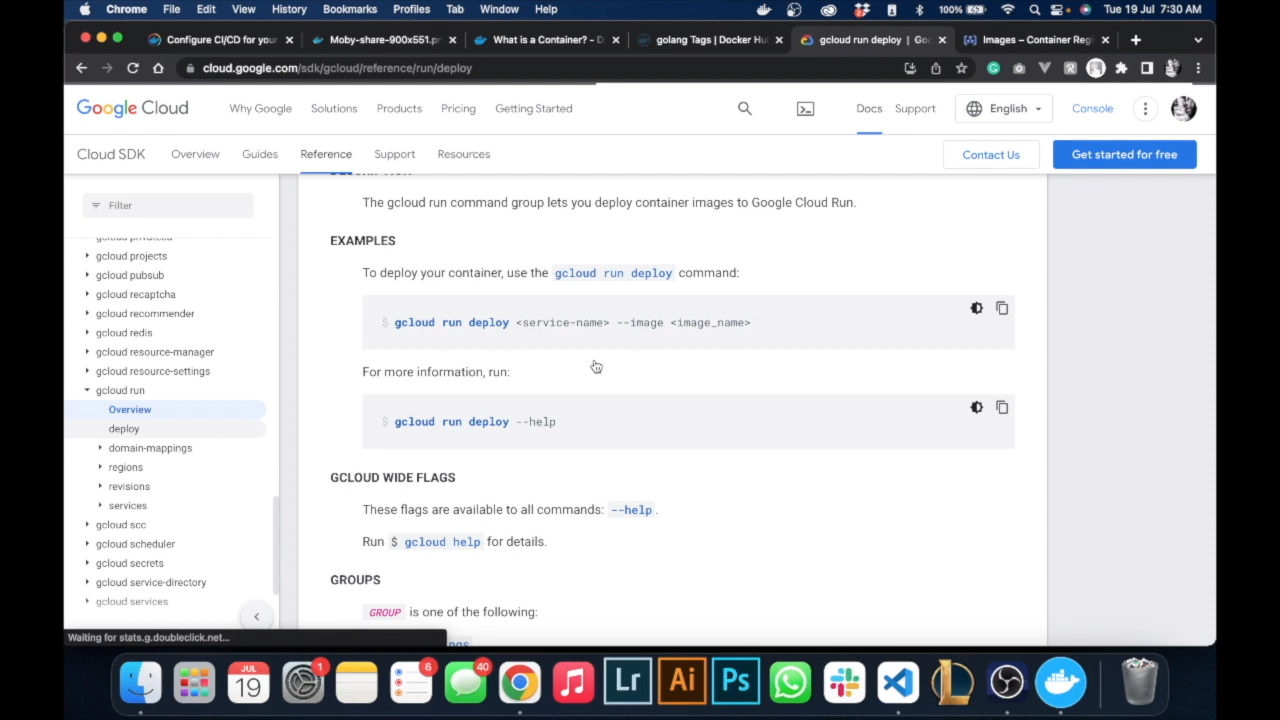 Chrome File Edit View History Bookmarks Profiles Tab Window Help 100% Tue 19 Jul 7:30 AM
Configure CI/CD for your Moby-share-900x551.p What is a Container? – D golang Tags | Docker Hu gcloud run deploy | Go Images – Container Regi
cloud.google.com/sdk/gcloud/reference/run/deploy
Google Cloud Why Google Solutions Products Pricing Getting Started Docs Support English Console
Cloud SDK Overview Guides Reference Support Resources Contact Us Get started for free
Filter
gcloud projects
gcloud pubsub
gcloud recaptcha
gcloud recommender
gcloud redis
gcloud resource-manager
gcloud resource-settings
gcloud run
Overview
deploy
domain-mappings
regions
revisions
services
gcloud scc
gcloud scheduler
gcloud secrets
gcloud service-directory
gcloud services
The gcloud run command group lets you deploy container images to Google Cloud Run.
EXAMPLES
To deploy your container, use the gcloud run deploy command:
$ gcloud run deploy <service-name> --image <image_name>
For more information, run:
$ gcloud run deploy --help
GCLOUD WIDE FLAGS
These flags are available to all commands: --help.
Run $ gcloud help for details.
GROUPS
GROUP is one of the following:
Waiting for stats.g.doubleclick.net...
JUL
19
1
6
40
Lr
Ai
Ps